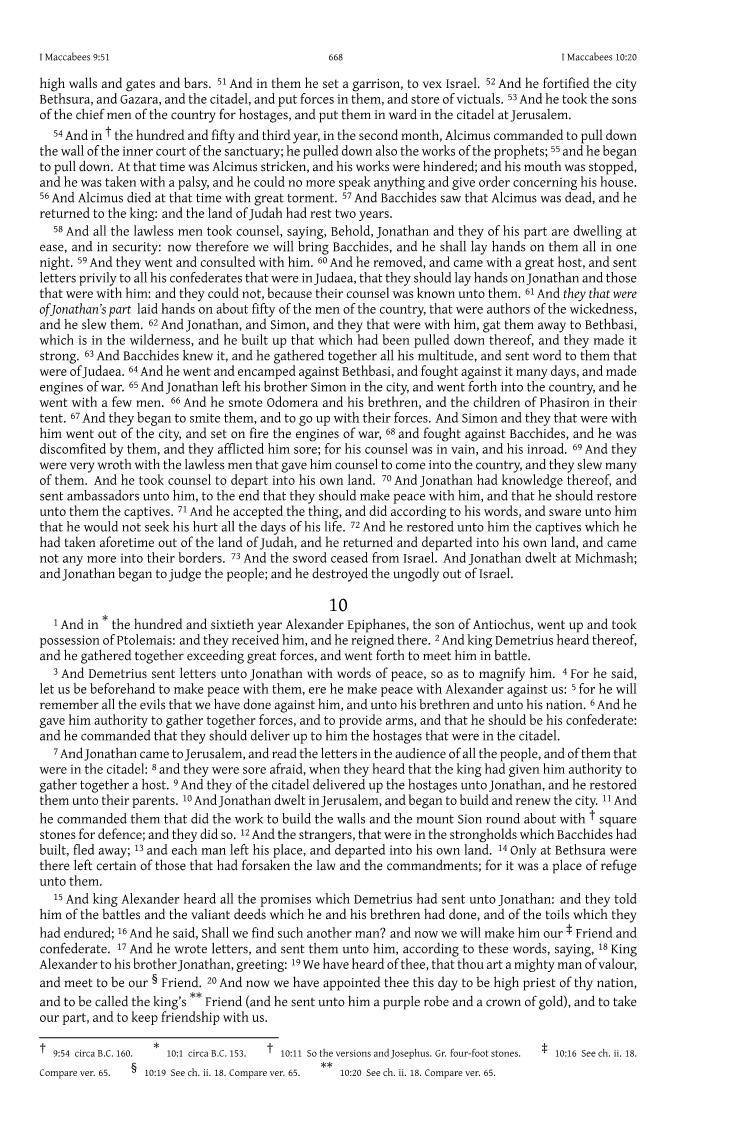 I Maccabees 9:51 668 I Maccabees 10:20
high walls and gates and bars. 51 And in them he set a garrison, to vex Israel. 52 And he fortified the city
Bethsura, and Gazara, and the citadel, and put forces in them, and store of victuals. 53 And he took the sons
of the chief men of the country for hostages, and put them in ward in the citadel at Jerusalem.
54 And in † the hundred and fifty and third year, in the second month, Alcimus commanded to pull down
the wall of the inner court of the sanctuary; he pulled down also the works of the prophets; 55 and he began
to pull down. At that time was Alcimus stricken, and his works were hindered; and his mouth was stopped,
and he was taken with a palsy, and he could no more speak anything and give order concerning his house.
56 And Alcimus died at that time with great torment. 57 And Bacchides saw that Alcimus was dead, and he
returned to the king: and the land of Judah had rest two years.
58 And all the lawless men took counsel, saying, Behold, Jonathan and they of his part are dwelling at
ease, and in security: now therefore we will bring Bacchides, and he shall lay hands on them all in one
night. 59 And they went and consulted with him. 60 And he removed, and came with a great host, and sent
letters privily to all his confederates that were in Judaea, that they should lay hands on Jonathan and those
that were with him: and they could not, because their counsel was known unto them. 61 And they that were
of Jonathan's part laid hands on about fifty of the men of the country, that were authors of the wickedness,
and he slew them. 62 And Jonathan, and Simon, and they that were with him, gat them away to Bethbasi,
which is in the wilderness, and he built up that which had been pulled down thereof, and they made it
strong. 63 And Bacchides knew it, and he gathered together all his multitude, and sent word to them that
were of Judaea. 64 And he went and encamped against Bethbasi, and fought against it many days, and made
engines of war. 65 And Jonathan left his brother Simon in the city, and went forth into the country, and he
went with a few men. 66 And he smote Odomera and his brethren, and the children of Phasiron in their
tent. 67 And they began to smite them, and to go up with their forces. And Simon and they that were with
him went out of the city, and set on fire the engines of war, 68 and fought against Bacchides, and he was
discomfited by them, and they afflicted him sore; for his counsel was in vain, and his inroad. 69 And they
were very wroth with the lawless men that gave him counsel to come into the country, and they slew many
of them. And he took counsel to depart into his own land. 70 And Jonathan had knowledge thereof, and
sent ambassadors unto him, to the end that they should make peace with him, and that he should restore
unto them the captives. 71 And he accepted the thing, and did according to his words, and sware unto him
that he would not seek his hurt all the days of his life. 72 And he restored unto him the captives which he
had taken aforetime out of the land of Judah, and he returned and departed into his own land, and came
not any more into their borders. 73 And the sword ceased from Israel. And Jonathan dwelt at Michmash;
and Jonathan began to judge the people; and he destroyed the ungodly out of Israel.
10
1 And in * the hundred and sixtieth year Alexander Epiphanes, the son of Antiochus, went up and took
possession of Ptolemais: and they received him, and he reigned there. 2 And king Demetrius heard thereof,
and he gathered together exceeding great forces, and went forth to meet him in battle.
3 And Demetrius sent letters unto Jonathan with words of peace, so as to magnify him. 4 For he said,
let us be beforehand to make peace with them, ere he make peace with Alexander against us: 5 for he will
remember all the evils that we have done against him, and unto his brethren and unto his nation. 6 And he
gave him authority to gather together forces, and to provide arms, and that he should be his confederate:
and he commanded that they should deliver up to him the hostages that were in the citadel.
7 And Jonathan came to Jerusalem, and read the letters in the audience of all the people, and of them that
were in the citadel: 8 and they were sore afraid, when they heard that the king had given him authority to
gather together a host. 9 And they of the citadel delivered up the hostages unto Jonathan, and he restored
them unto their parents. 10 And Jonathan dwelt in Jerusalem, and began to build and renew the city. 11 And
he commanded them that did the work to build the walls and the mount Sion round about with † square
stones for defence; and they did so. 12 And the strangers, that were in the strongholds which Bacchides had
built, fled away; 13 and each man left his place, and departed into his own land. 14 Only at Bethsura were
there left certain of those that had forsaken the law and the commandments; for it was a place of refuge
unto them.
15 And king Alexander heard all the promises which Demetrius had sent unto Jonathan: and they told
him of the battles and the valiant deeds which he and his brethren had done, and of the toils which they
had endured; 16 And he said, Shall we find such another man? and now we will make him our ‡ Friend and
confederate. 17 And he wrote letters, and sent them unto him, according to these words, saying, 18 King
Alexander to his brother Jonathan, greeting: 19 We have heard of thee, that thou art a mighty man of valour,
and meet to be our § Friend. 20 And now we have appointed thee this day to be high priest of thy nation,
and to be called the king's ** Friend (and he sent unto him a purple robe and a crown of gold), and to take
our part, and to keep friendship with us.
† 9:54 circa B.C. 160. * 10:1 circa B.C. 153. † 10:11 So the versions and Josephus. Gr. four-foot stones. ‡ 10:16 See ch. ii. 18.
Compare ver. 65. § 10:19 See ch. ii. 18. Compare ver. 65. ** 10:20 See ch. ii. 18. Compare ver. 65.